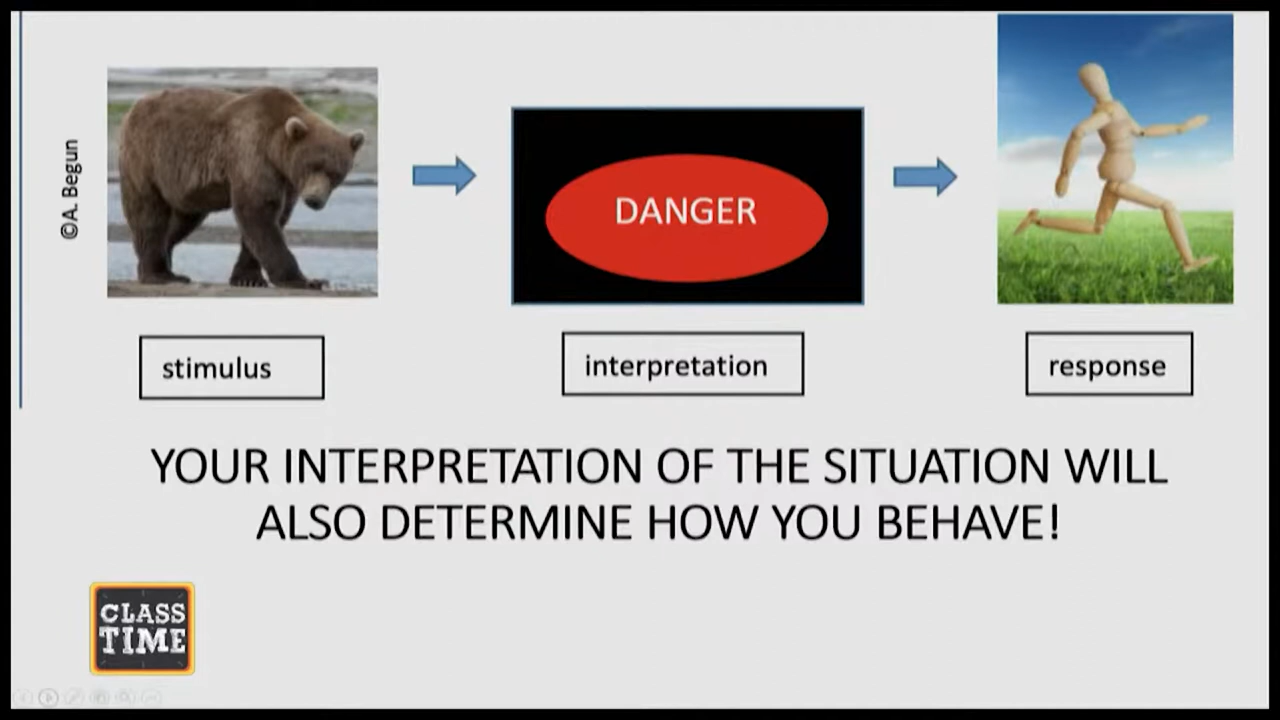 ©A. Begun
DANGER
stimulus
interpretation
response
YOUR INTERPRETATION OF THE SITUATION WILL
ALSO DETERMINE HOW YOU BEHAVE!
CLASS
TIME